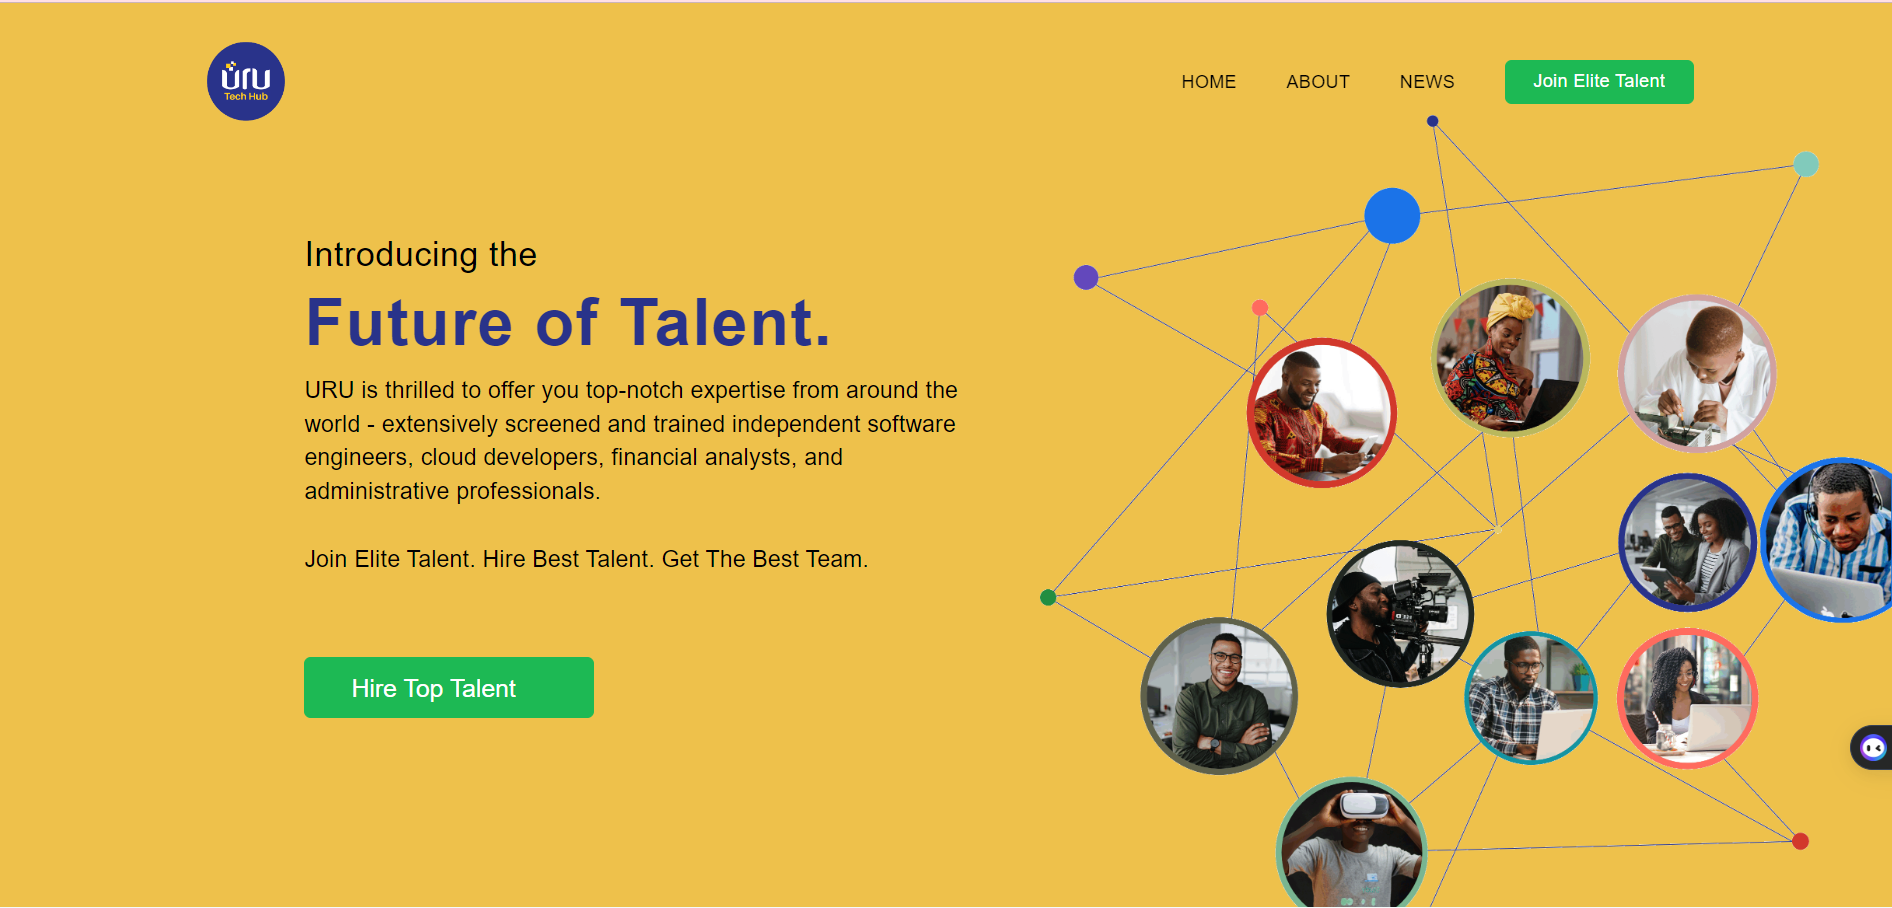 uru
Tech Hub
HOME
ABOUT
NEWS
Join Elite Talent
Introducing the
Future of Talent.
URU is thrilled to offer you top-notch expertise from around the
world - extensively screened and trained independent software
engineers, cloud developers, financial analysts, and
administrative professionals.
Join Elite Talent. Hire Best Talent. Get The Best Team.
Hire Top Talent